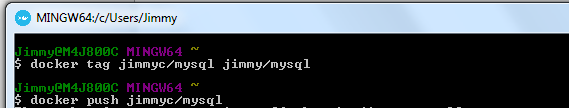 MINGW64:/c/Users/Jimmy
Jimmy@M4J800C MINGW64 ~
$ docker tag jimmyc/mysql jimmy/mysql
Jimmy@M4J800C MINGW64 ~
$ docker push jimmyc/mysql